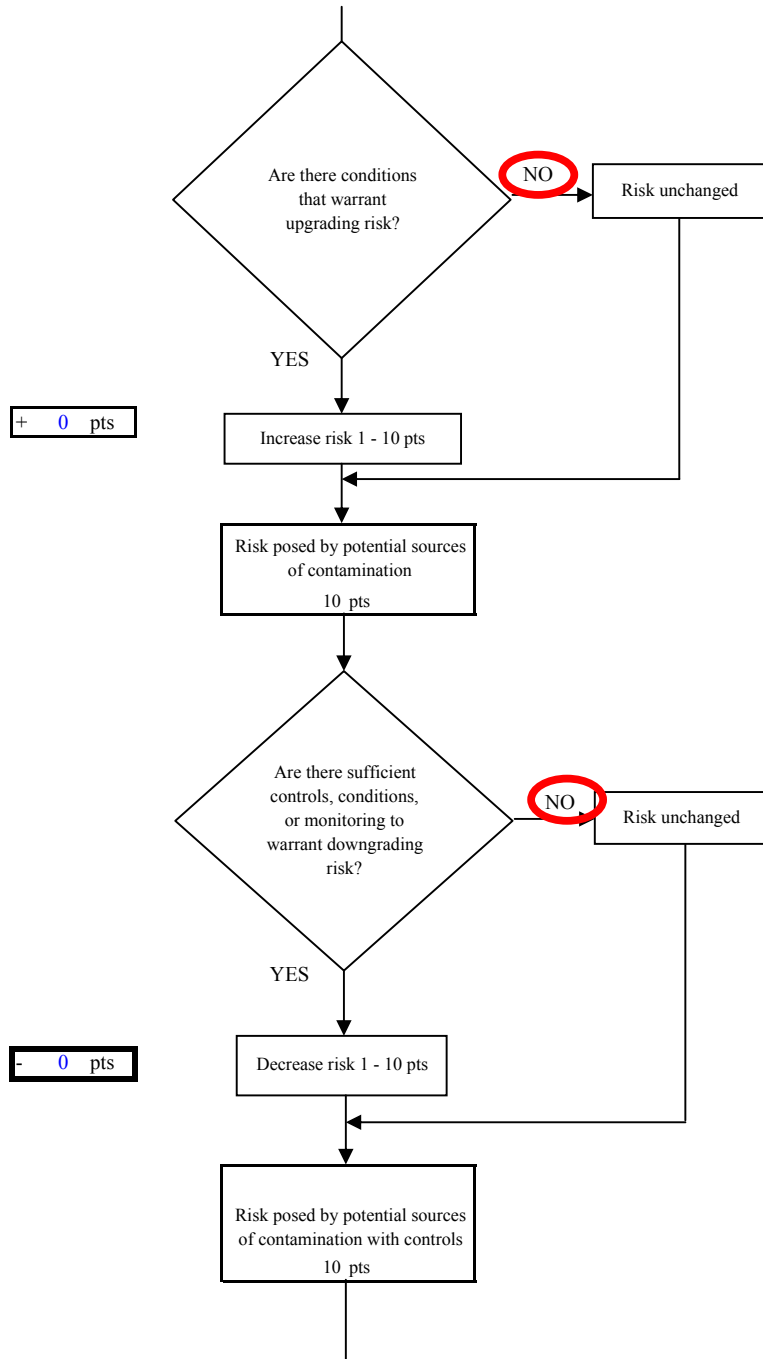 Are there conditions
that warrant
upgrading risk?
NO
Risk unchanged
YES
+ 0 pts
Increase risk 1 - 10 pts
Risk posed by potential sources
of contamination
10 pts
Are there sufficient
controls, conditions,
or monitoring to
warrant downgrading
risk?
NO
Risk unchanged
YES
- 0 pts
Decrease risk 1 - 10 pts
Risk posed by potential sources
of contamination with controls
10 pts